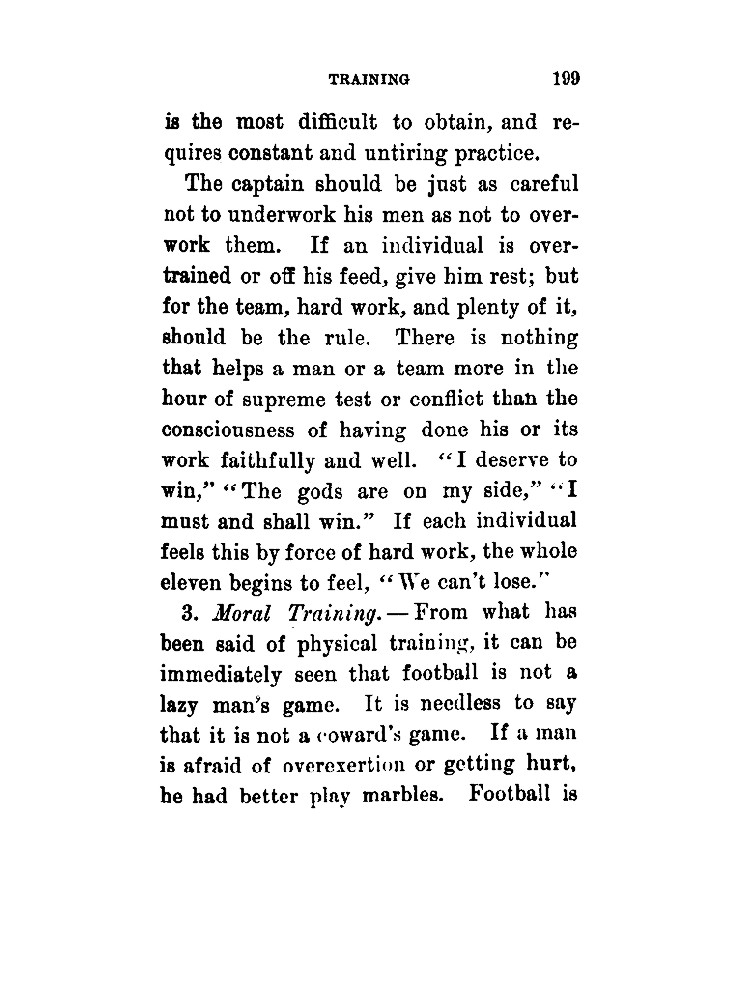 TRAINING 199
is the most difficult to obtain, and re-
quires constant and untiring practice.
The captain should be just as careful
not to underwork his men as not to over-
work them. If an individual is over-
trained or off his feed, give him rest; but
for the team, hard work, and plenty of it,
should be the rule. There is nothing
that helps a man or a team more in the
hour of supreme test or conflict than the
consciousness of having done his or its
work faithfully and well. “I deserve to
win,” “The gods are on my side,” “I
must and shall win.” If each individual
feels this by force of hard work, the whole
eleven begins to feel, “We can’t lose.”
3. Moral Training.—From what has
been said of physical training, it can be
immediately seen that football is not a
lazy man’s game. It is needless to say
that it is not a coward’s game. If a man
is afraid of overexertion or getting hurt,
he had better play marbles. Football is